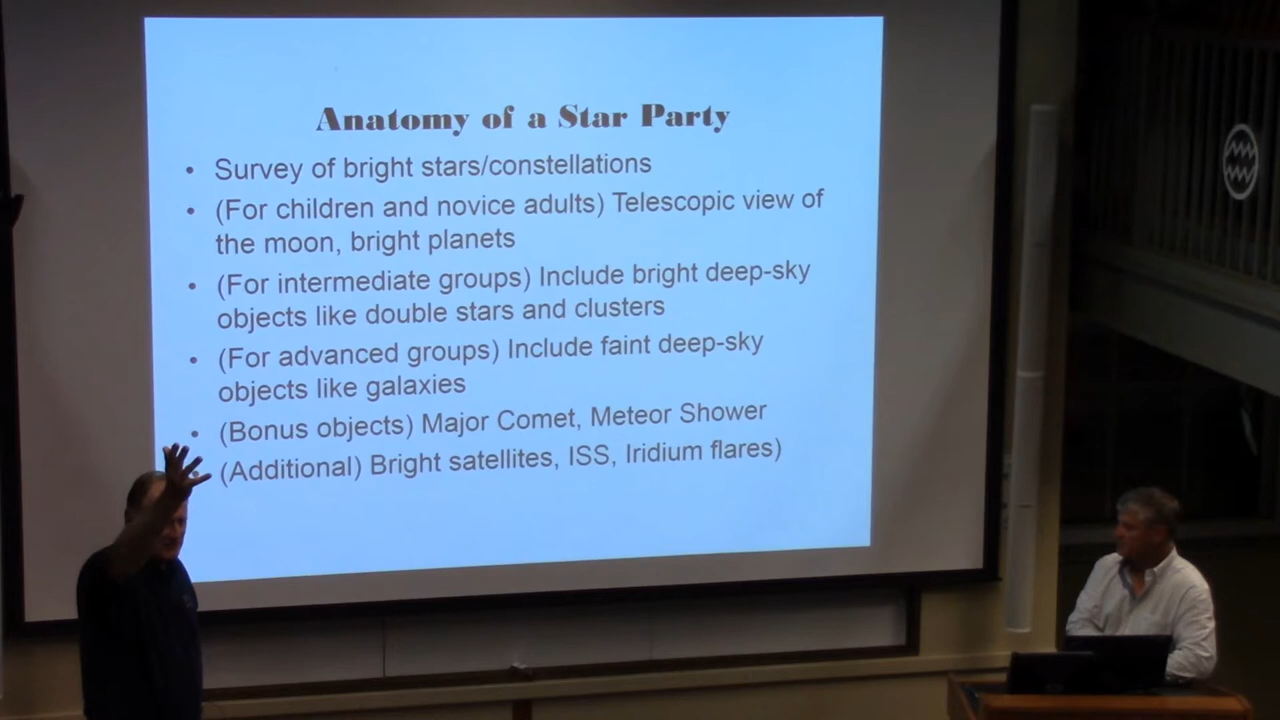 Anatomy of a Star Party
• Survey of bright stars/constellations
• (For children and novice adults) Telescopic view of
the moon, bright planets
• (For intermediate groups) Include bright deep-sky
objects like double stars and clusters
• (For advanced groups) Include faint deep-sky
objects like galaxies
• (Bonus objects) Major Comet, Meteor Shower
• (Additional) Bright satellites, ISS, Iridium flares)